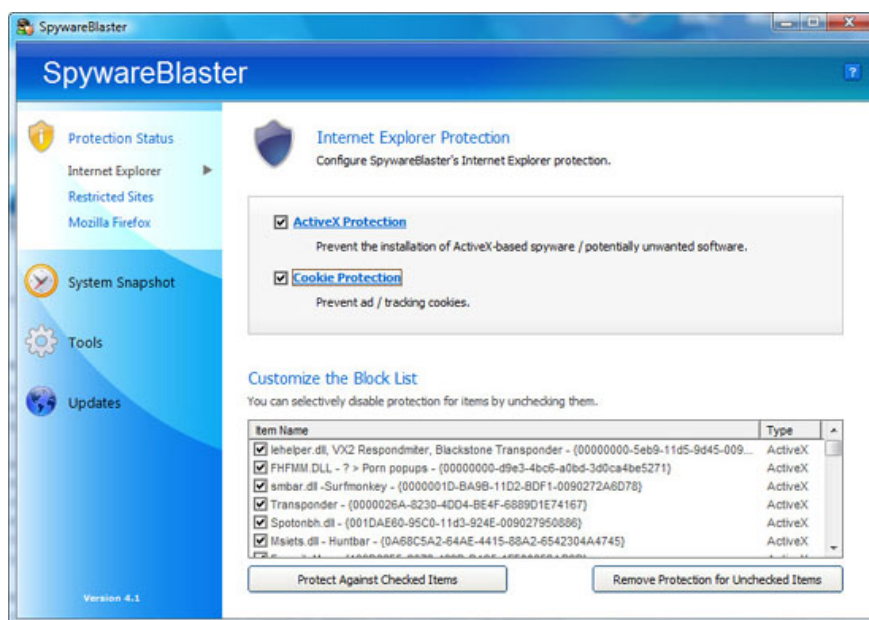 SpywareBlaster
SpywareBlaster
?
Protection Status
Internet Explorer
Restricted Sites
Mozilla Firefox
System Snapshot
Tools
Updates
Version 4.1
Internet Explorer Protection
Configure SpywareBlaster's Internet Explorer protection.
ActiveX Protection
Prevent the installation of ActiveX-based spyware / potentially unwanted software.
Cookie Protection
Prevent ad / tracking cookies.
Customize the Block List
You can selectively disable protection for items by unchecking them.
Item Name Type
Iehelper.dll, VX2 Respondmiter, Blackstone Transponder - {00000000-5eb9-11d5-9d45-009... ActiveX
FHFMM.DLL - ? > Porn popups - {00000000-d9e3-4bc6-a0bd-3d0ca4be5271} ActiveX
smbar.dll -Surfmonkey - {0000001D-BA9B-11D2-BDF1-0090272A6D78} ActiveX
Transponder - {0000026A-8230-4DD4-BE4F-6889D1E74167} ActiveX
Spotonbh.dll - {001DAE60-95C0-11d3-924E-009027950886} ActiveX
Msiets.dll - Huntbar - {0A68C5A2-64AE-4415-88A2-6542304A4745} ActiveX
Protect Against Checked Items
Remove Protection for Unchecked Items